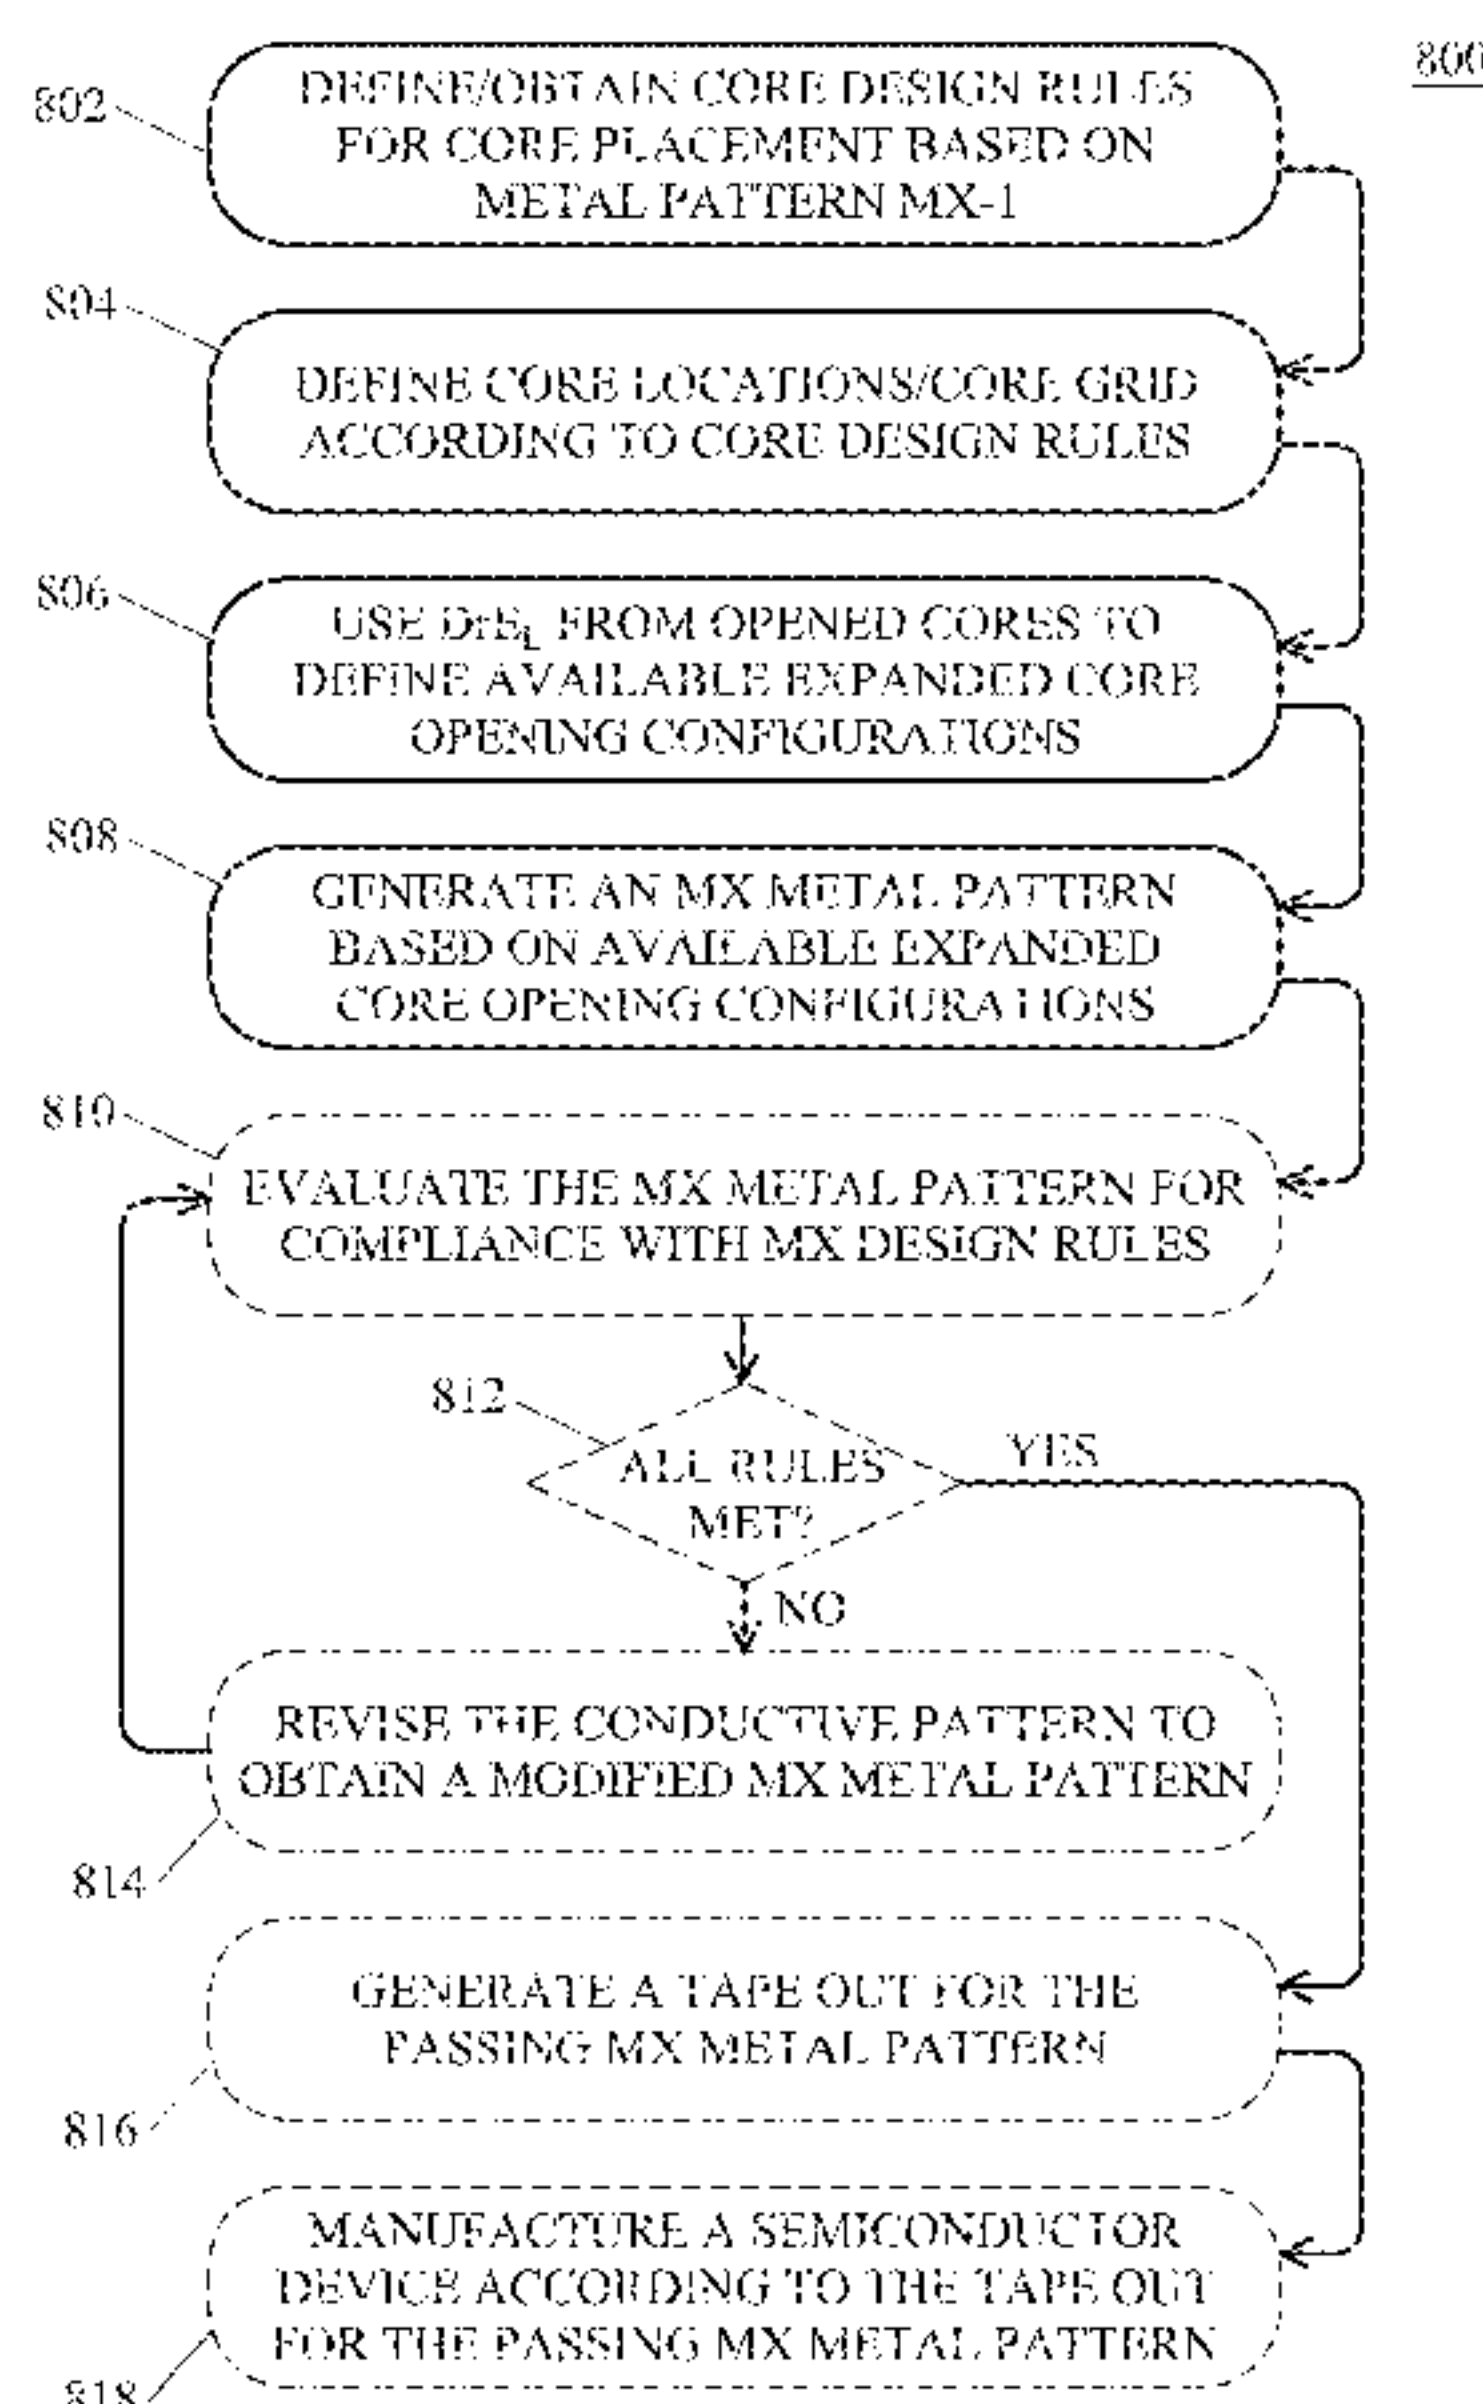 800
802
DEFINE/OBTAIN CORE DESIGN RULES
FOR CORE PLACEMENT BASED ON
METAL PATTERN MX-1
804
DEFINE CORE LOCATIONS/CORE GRID
ACCORDING TO CORE DESIGN RULES
806
USE DrE_L FROM OPENED CORES TO
DEFINE AVAILABLE EXPANDED CORE
OPENING CONFIGURATIONS
808
GENERATE AN MX METAL PATTERN
BASED ON AVAILABLE EXPANDED
CORE OPENING CONFIGURATIONS
810
EVALUATE THE MX METAL PATTERN FOR
COMPLIANCE WITH MX DESIGN RULES
812
ALL RULES
MET?
YES
NO
REVISE THE CONDUCTIVE PATTERN TO
OBTAIN A MODIFIED MX METAL PATTERN
814
GENERATE A TAPE OUT FOR THE
PASSING MX METAL PATTERN
816
MANUFACTURE A SEMICONDUCTOR
DEVICE ACCORDING TO THE TAPE OUT
FOR THE PASSING MX METAL PATTERN
818